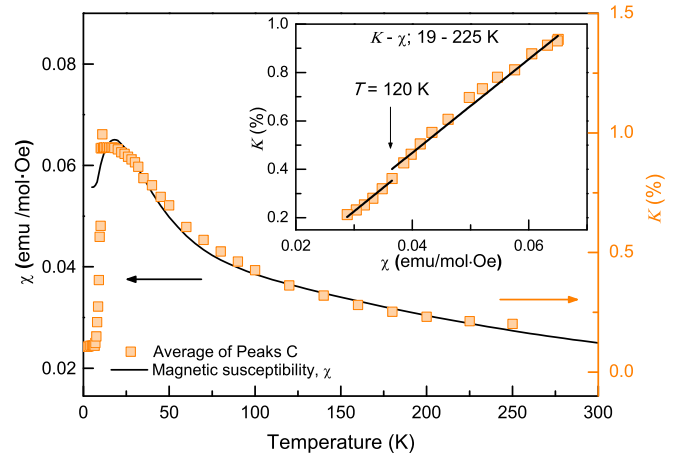 0.08
0.06
0.04
0.02
χ (emu /mol·Oe)
1.5
1.0
0.5
0.0
K (%)
1.0
0.8
0.6
0.4
0.2
K (%)
K - χ; 19 - 225 K
T = 120 K
0.02
0.04
0.06
χ (emu/mol·Oe)
Average of Peaks C
Magnetic susceptibility, χ
0
50
100
150
200
250
300
Temperature (K)